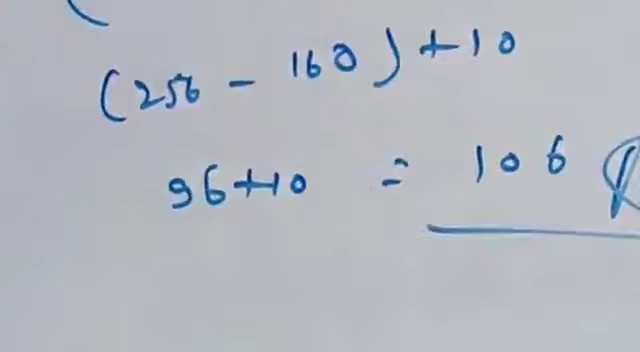 (256 - 160) + 10
96+10 = 106